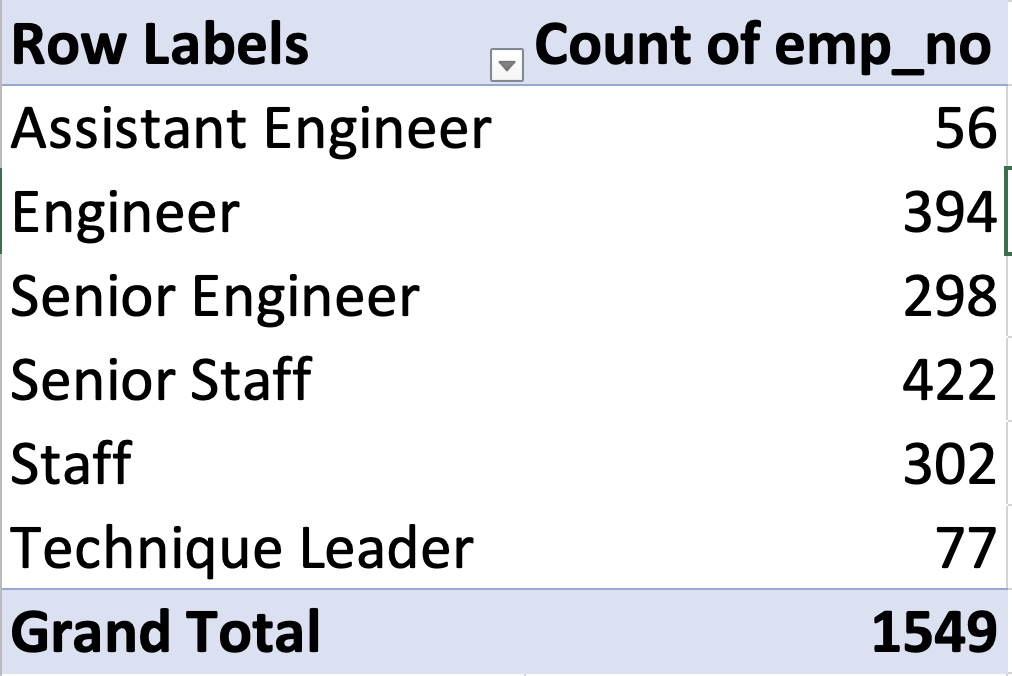 Row Labels Count of emp_no
Assistant Engineer 56
Engineer 394
Senior Engineer 298
Senior Staff 422
Staff 302
Technique Leader 77
Grand Total 1549